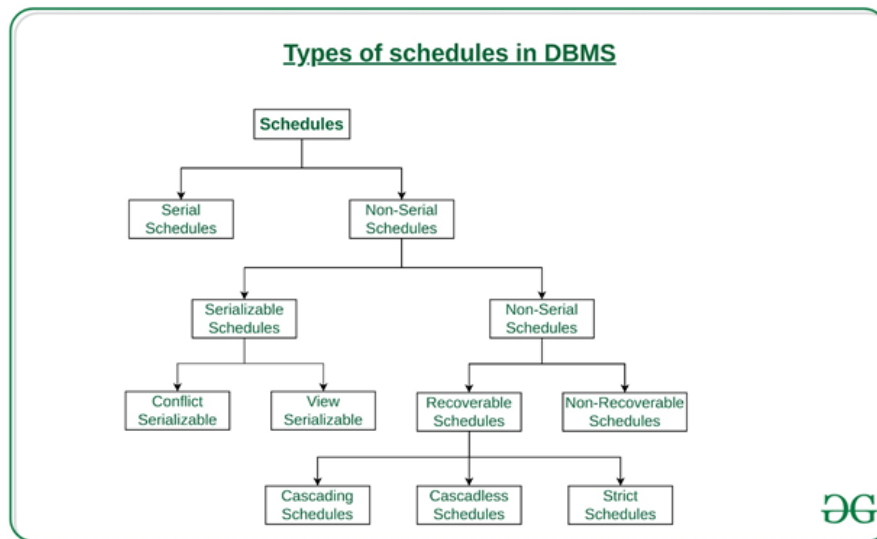 Types of schedules in DBMS
Schedules
Serial
Schedules
Non-Serial
Schedules
Serializable
Schedules
Non-Serial
Schedules
Conflict
Serializable
View
Serializable
Recoverable
Schedules
Non-Recoverable
Schedules
Cascading
Schedules
Cascadless
Schedules
Strict
Schedules